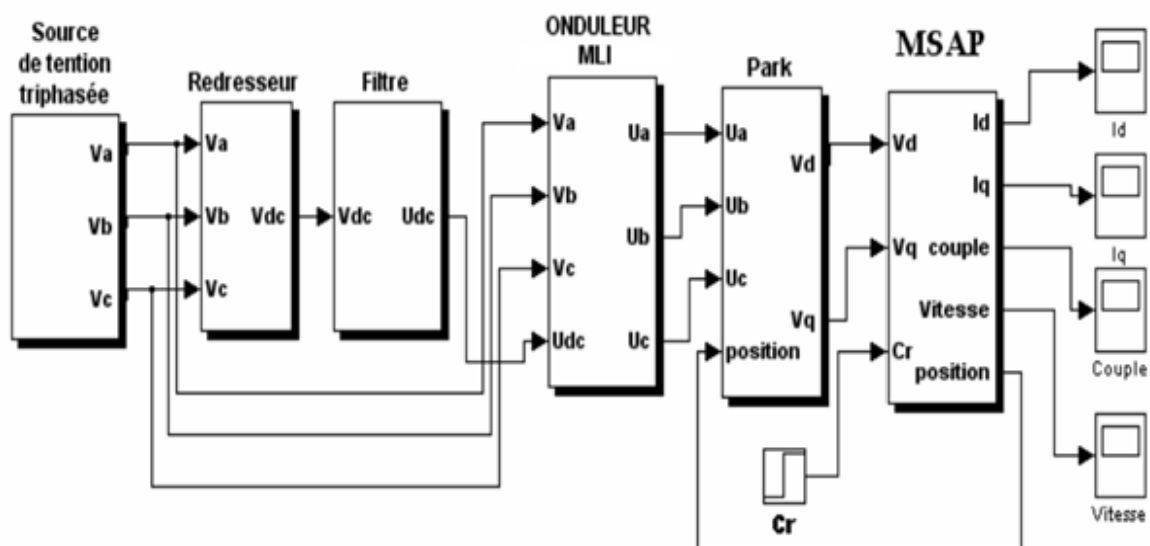 Source
de tention
triphasée
Va
Vb
Vc
Redresseur
Va
Vb
Vc
Vdc
Filtre
Vdc
Udc
ONDULEUR
MLI
Va
Vb
Vc
Udc
Ua
Ub
Uc
Park
Ua
Ub
Uc
position
Vd
Vq
MSAP
Vd
Vq
Cr
Id
Iq
couple
Vitesse
position
Cr
Id
Iq
Couple
Vitesse